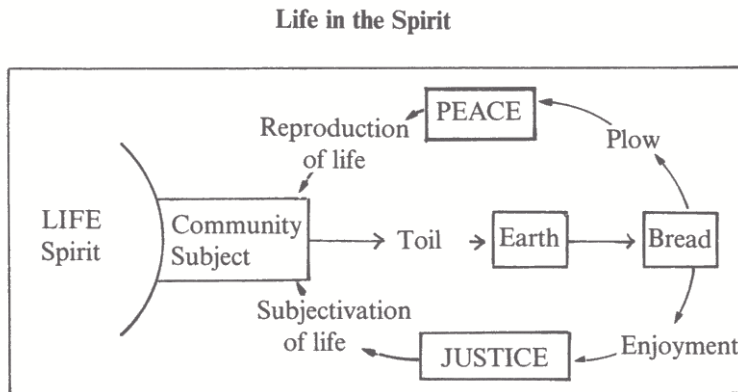 Life in the Spirit
PEACE
Reproduction
of life
Plow
LIFE
Spirit
Community
Subject
Toil
Earth
Bread
Subjectivation
of life
JUSTICE
Enjoyment